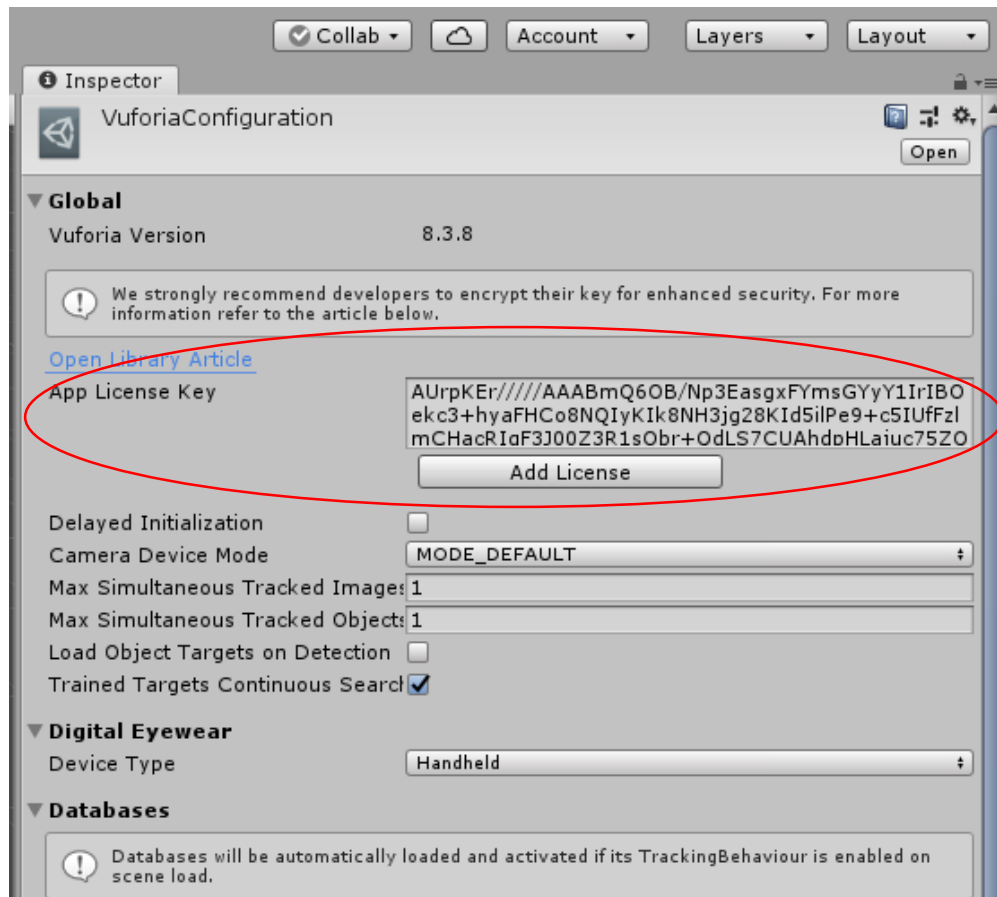 Collab
Account
Layers
Layout
Inspector
VuforiaConfiguration
Open
Global
Vuforia Version 8.3.8
We strongly recommend developers to encrypt their key for enhanced security. For more
information refer to the article below.
Open Library Article
App License Key
AUrpKEr/////AAABmQ6OB/Np3EasgxFYmsGYyY1IrIBO
ekc3+hyaFHCo8NQIyKIk8NH3jg28KId5ilPe9+c5IUfFzl
mCHacRIqF3J00Z3R1sObr+OdLS7CUAhdpHLajuc75ZO
Add License
Delayed Initialization
Camera Device Mode MODE_DEFAULT
Max Simultaneous Tracked Images 1
Max Simultaneous Tracked Objects 1
Load Object Targets on Detection
Trained Targets Continuous Search
Digital Eyewear
Device Type Handheld
Databases
Databases will be automatically loaded and activated if its TrackingBehaviour is enabled on
scene load.